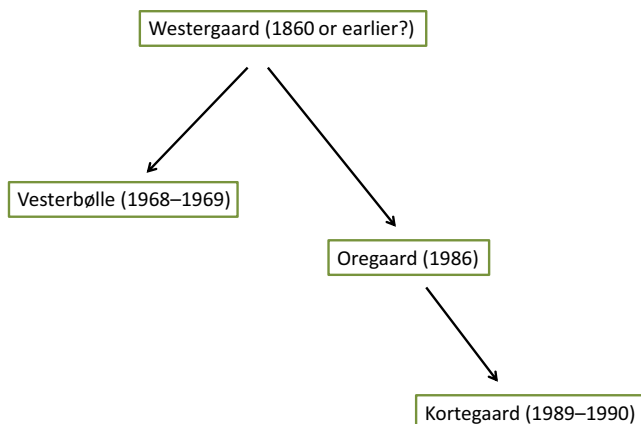 Westergaard (1860 or earlier?)
Vesterbølle (1968–1969)
Oregaard (1986)
Kortegaard (1989–1990)